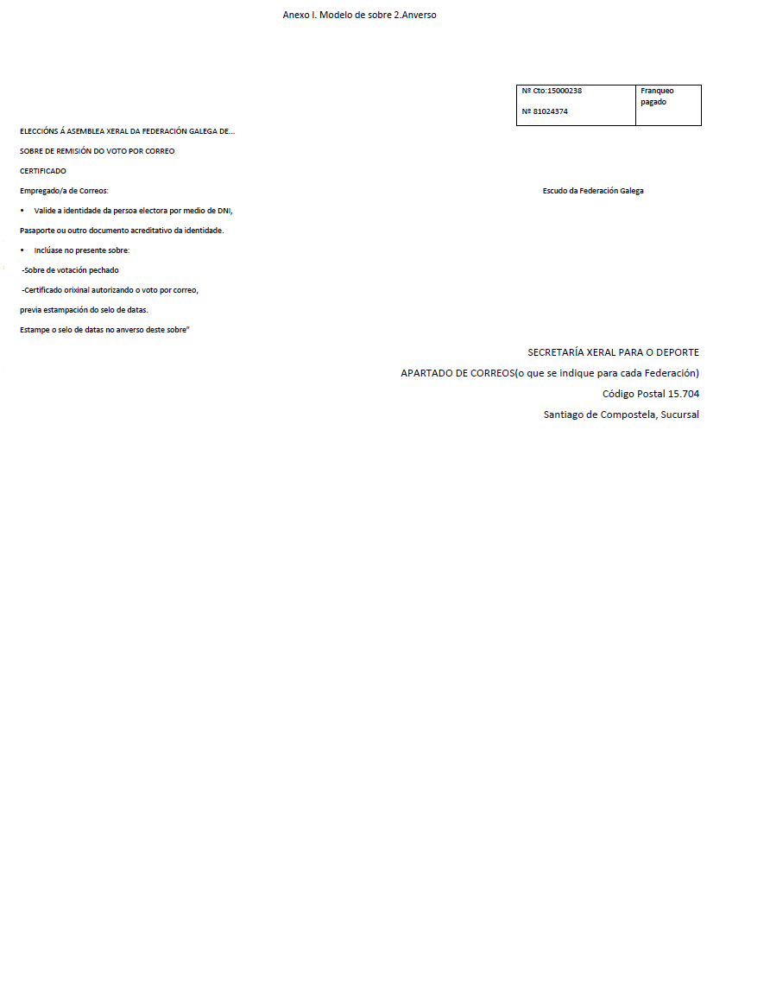 Anexo I. Modelo de sobre 2.Anverso
Nº Cto:15000238
Franqueo
pagado
Nº 81024374
ELECCIÓNS Á ASEMBLEA XERAL DA FEDERACIÓN GALEGA DE...
SOBRE DE REMISIÓN DO VOTO POR CORREO
CERTIFICADO
Empregado/a de Correos:
Escudo da Federación Galega
• Valide a identidade da persoa electora por medio de DNI,
Pasaporte ou outro documento acreditativo da identidade.
• Inclúase no presente sobre:
-Sobre de votación pechado
-Certificado orixinal autorizando o voto por correo,
previa estampación do selo de datas.
Estampe o selo de datas no anverso deste sobre"
SECRETARÍA XERAL PARA O DEPORTE
APARTADO DE CORREOS(o que se indique para cada Federación)
Código Postal 15.704
Santiago de Compostela, Sucursal